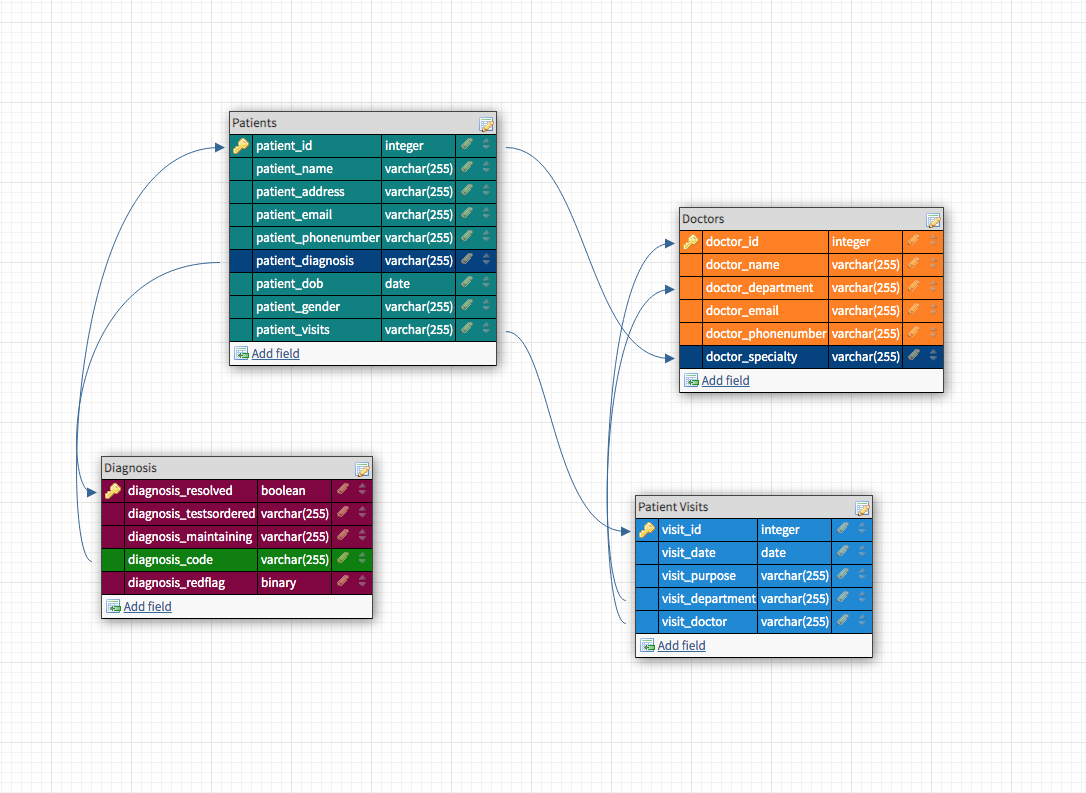 Patients
patient_id integer
patient_name varchar(255)
patient_address varchar(255)
patient_email varchar(255)
patient_phonenumber varchar(255)
patient_diagnosis varchar(255)
patient_dob date
patient_gender varchar(255)
patient_visits varchar(255)
Add field
Doctors
doctor_id integer
doctor_name varchar(255)
doctor_department varchar(255)
doctor_email varchar(255)
doctor_phonenumber varchar(255)
doctor_specialty varchar(255)
Add field
Diagnosis
diagnosis_resolved boolean
diagnosis_testsordered varchar(255)
diagnosis_maintaining varchar(255)
diagnosis_code varchar(255)
diagnosis_redflag binary
Add field
Patient Visits
visit_id integer
visit_date date
visit_purpose varchar(255)
visit_department varchar(255)
visit_doctor varchar(255)
Add field